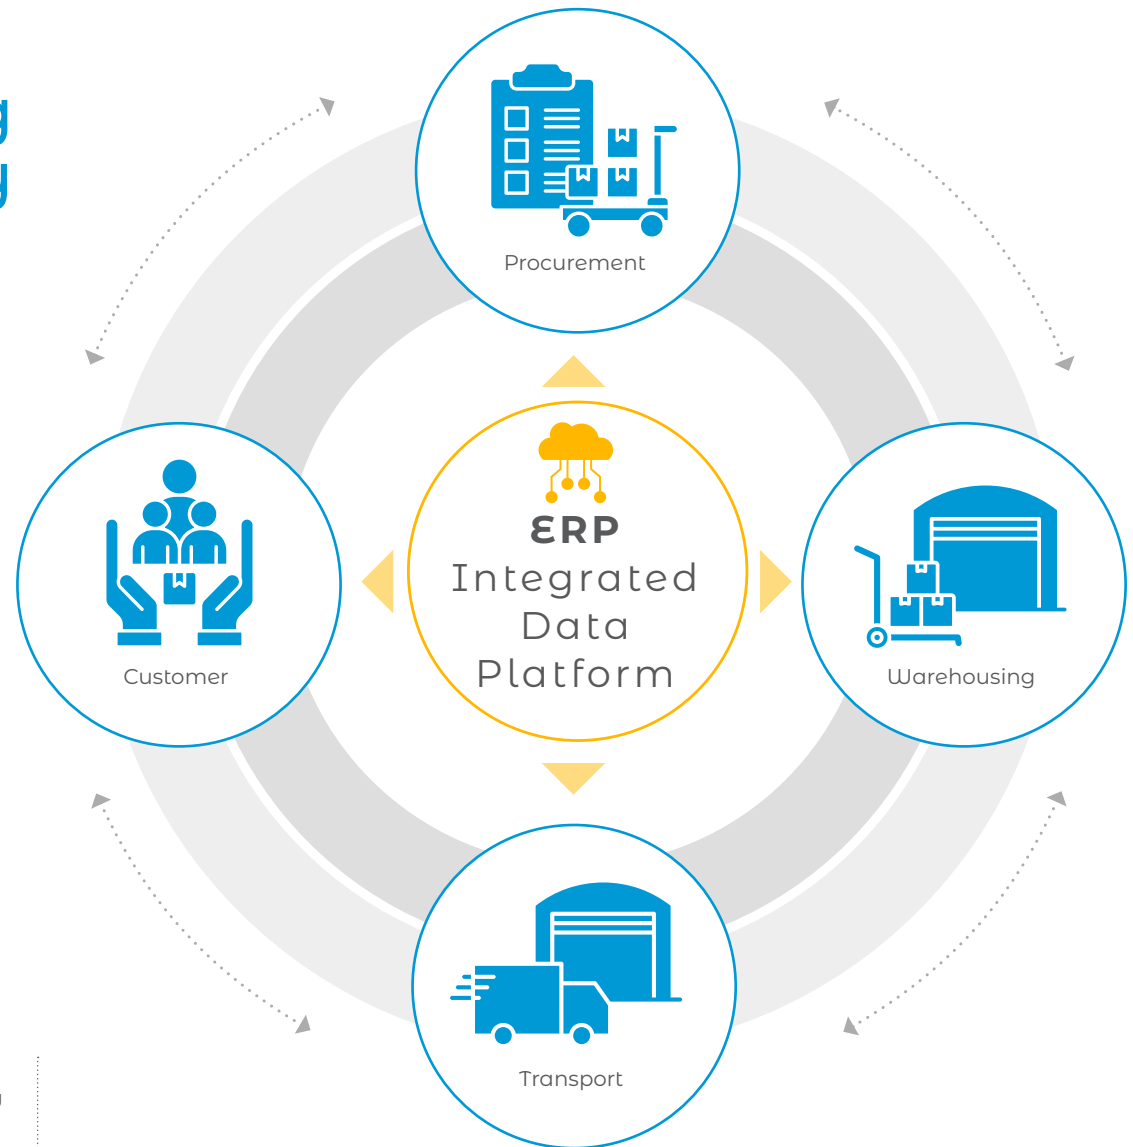 Procurement
ERP
Integrated
Data
Platform
Customer
Warehousing
Transport